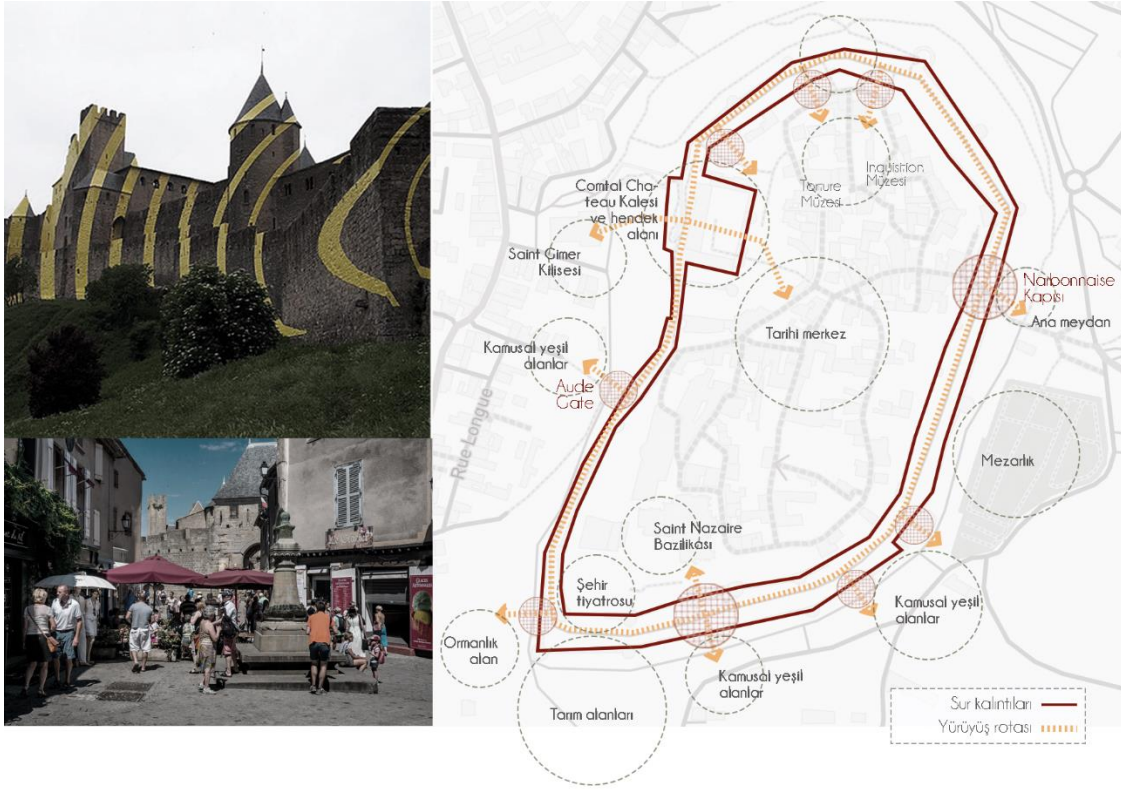 Comtal Cha-
teau Kalesi
ve hendek
alanı
Torture
Müzesi
Inquistion
Müzesi
Saint Gimer
Kilisesi
Narbonnaise
Kapısı
Ana meydan
Tarihi merkez
Kamusal yeşil
alanlar
Aude
Gate
Rue Longue
Mezarlık
Saint Nazaire
Bazilikası
Şehir
tiyatrosu
Kamusal yeşil
alanlar
Ormanlık
alan
Kamusal yeşil
alanlar
Tarım alanları
Sur kalıntıları
Yürüyüş rotası